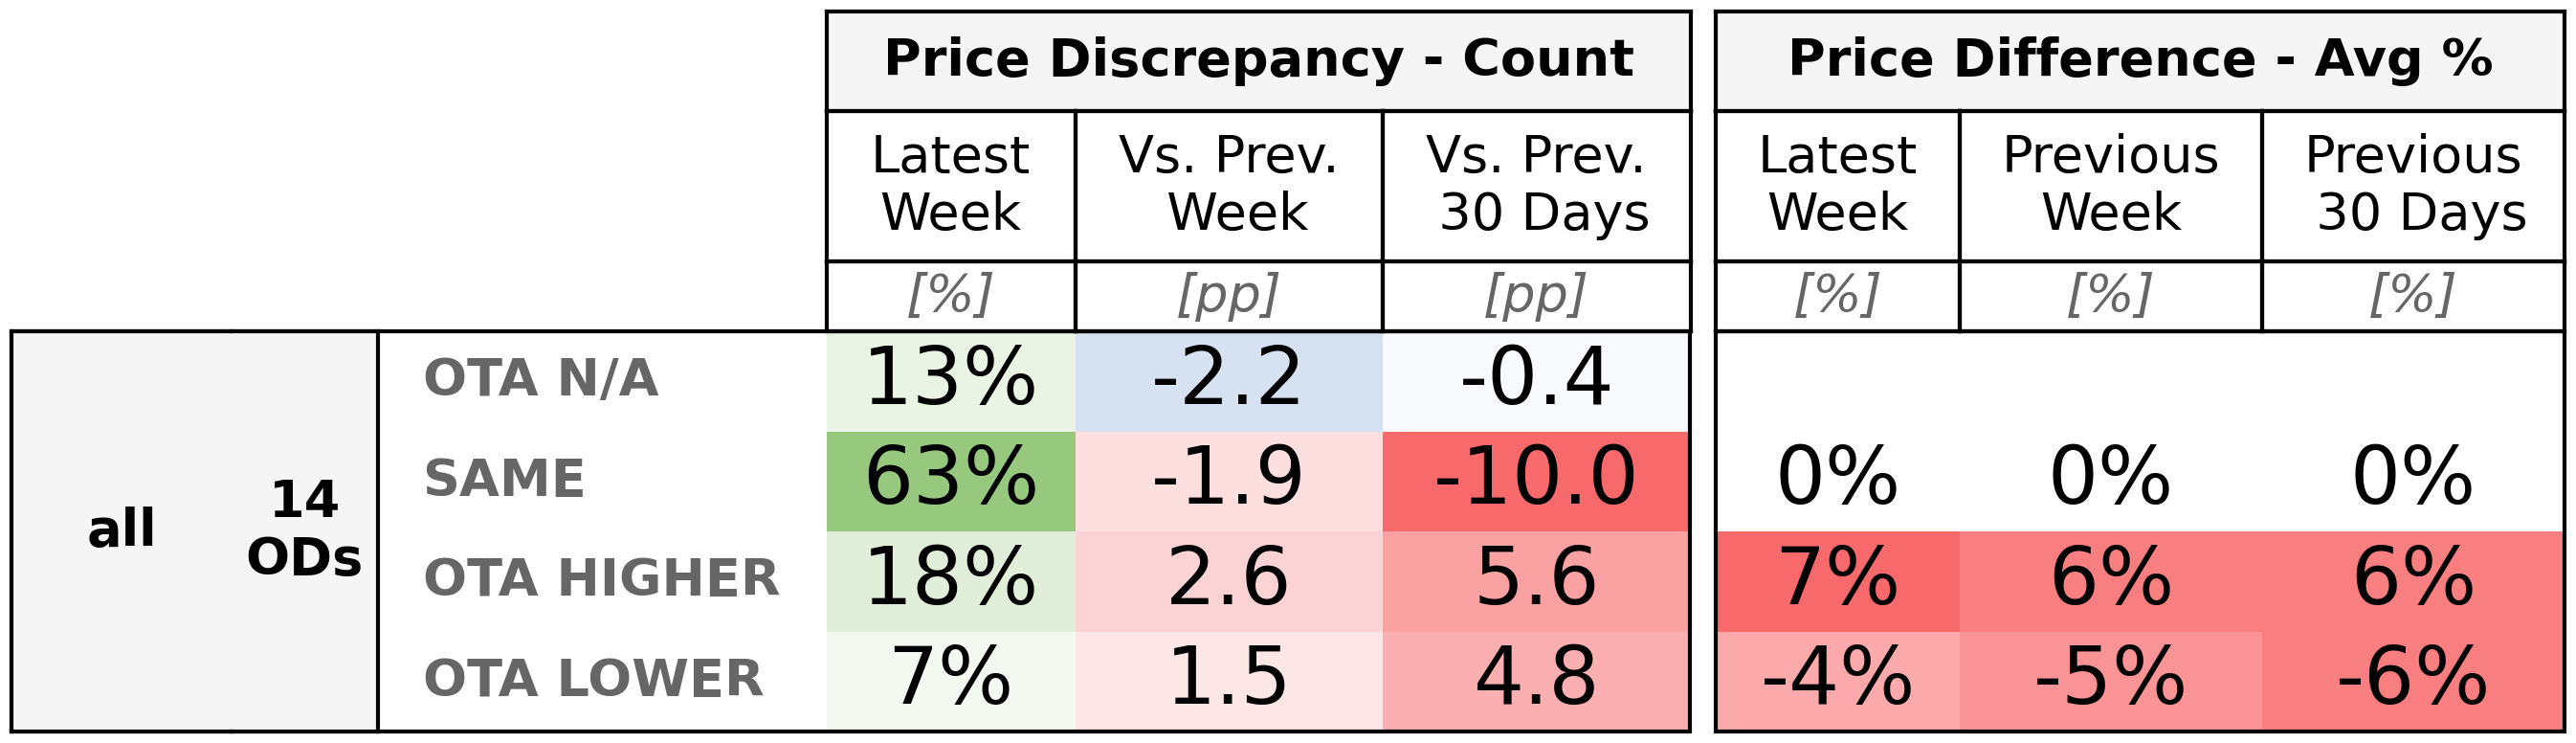 Price Discrepancy - Count Price Difference - Avg %
Latest Week Vs. Prev. Week Vs. Prev. 30 Days Latest Week Previous Week Previous 30 Days
[%] [pp] [pp] [%] [%] [%]
all 14 ODs
OTA N/A 13% -2.2 -0.4
SAME 63% -1.9 -10.0 0% 0% 0%
OTA HIGHER 18% 2.6 5.6 7% 6% 6%
OTA LOWER 7% 1.5 4.8 -4% -5% -6%